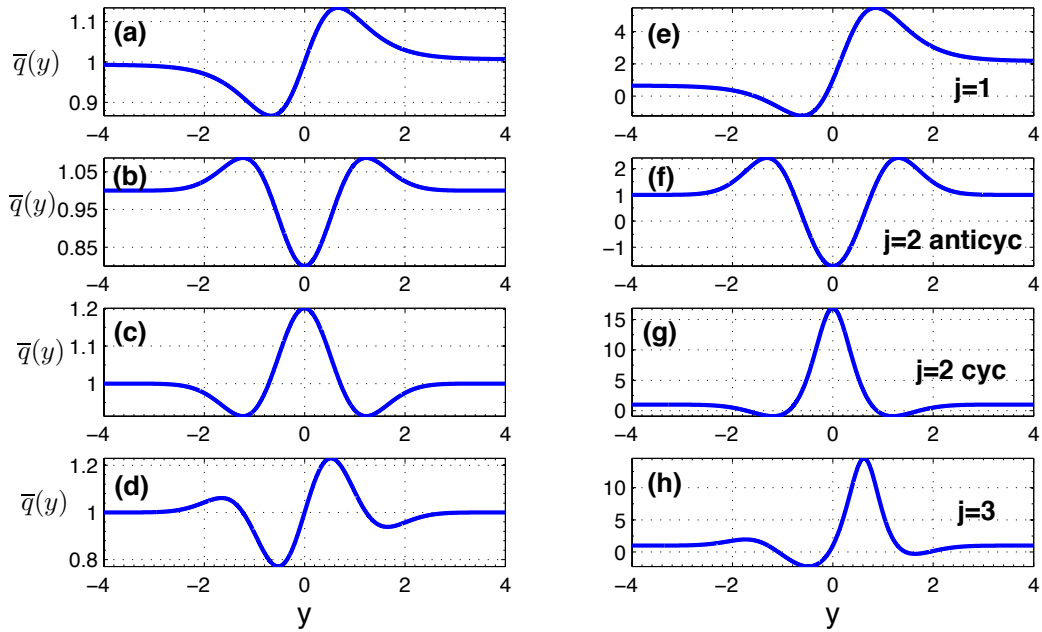 (a)
q̅(y)
1.1
1
0.9
−4 −2 0 2 4
(e)
4
2
0
j=1
−4 −2 0 2 4
(b)
q̅(y)
1.05
0.95
0.85
−4 −2 0 2 4
(f)
2
1
0
−1
j=2 anticyc
−4 −2 0 2 4
(c)
q̅(y)
1.2
1.1
1
−4 −2 0 2 4
(g)
15
10
5
0
j=2 cyc
−4 −2 0 2 4
(d)
q̅(y)
1.2
1
0.8
−4 −2 0 2 4
y
(h)
10
5
0
j=3
−4 −2 0 2 4
y